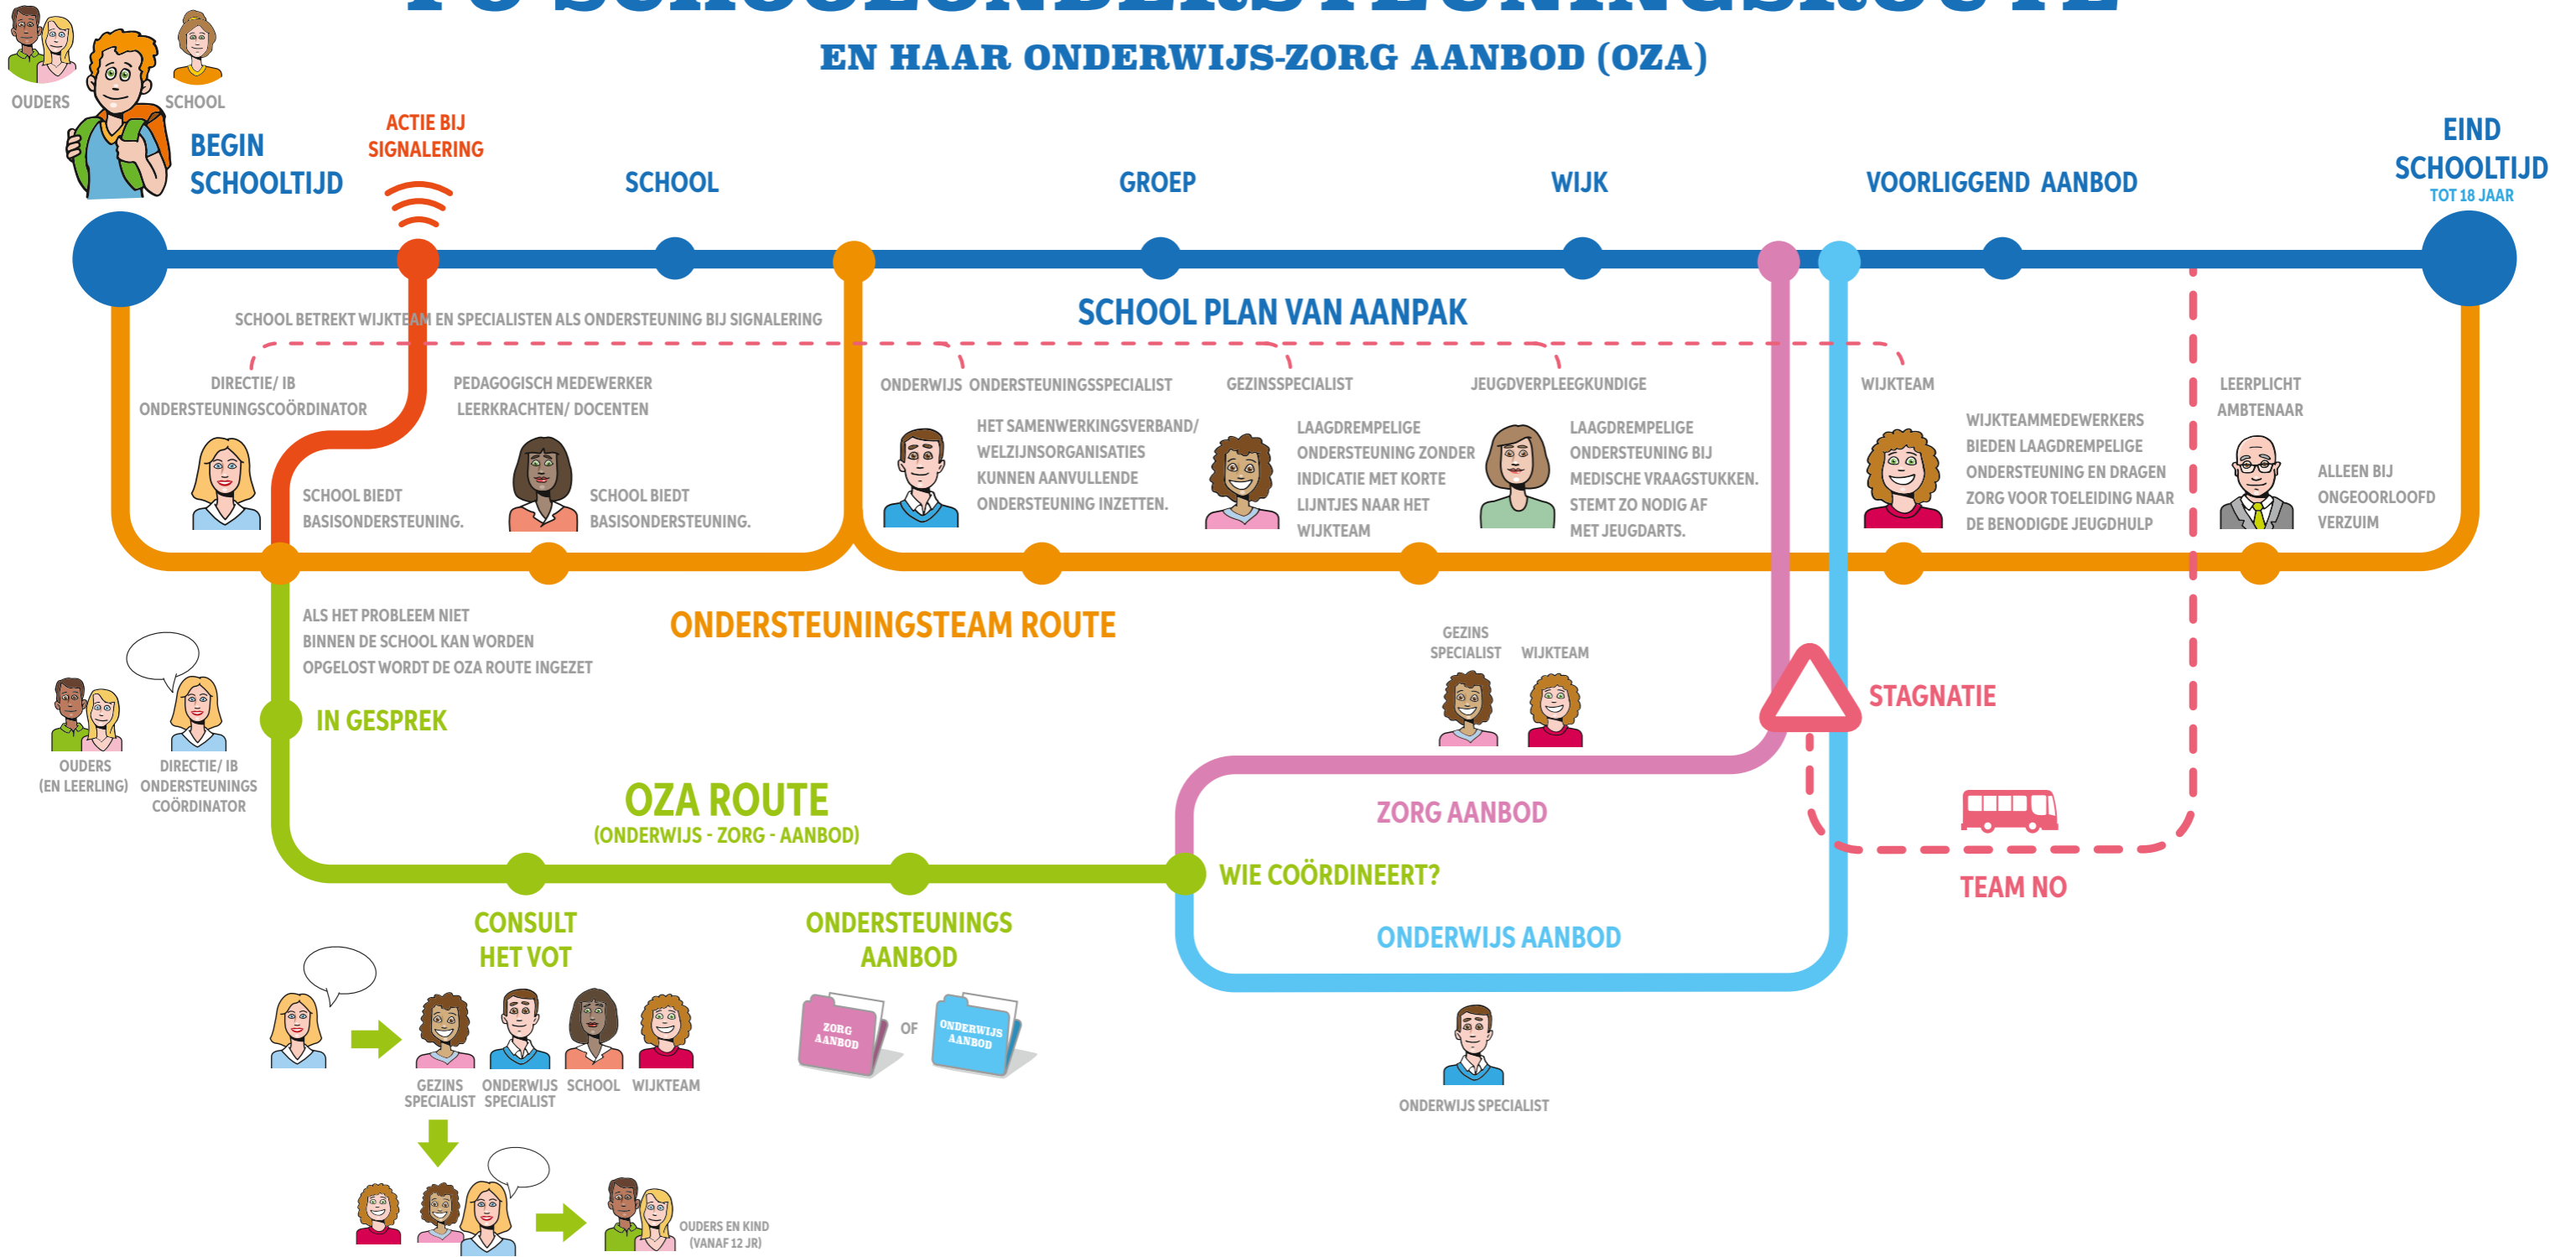 PO SCHOOLONDERSTEUNINGSROUTE
EN HAAR ONDERWIJS-ZORG AANBOD (OZA)
OUDERS
SCHOOL
BEGIN
SCHOOLTIJD
ACTIE BIJ
SIGNALERING
SCHOOL
GROEP
WIJK
VOORLIGGEND AANBOD
EIND
SCHOOLTIJD
TOT 18 JAAR
SCHOOL BETREKT WIJKTEAM EN SPECIALISTEN ALS ONDERSTEUNING BIJ SIGNALERING
SCHOOL PLAN VAN AANPAK
DIRECTIE/ IB
ONDERSTEUNINGSCOÖRDINATOR
SCHOOL BIEDT
BASISONDERSTEUNING.
PEDAGOGISCH MEDEWERKER
LEERKRACHTEN/ DOCENTEN
SCHOOL BIEDT
BASISONDERSTEUNING.
ONDERWIJS ONDERSTEUNINGSSPECIALIST
HET SAMENWERKINGSVERBAND/
WELZIJNSORGANISATIES
KUNNEN AANVULLENDE
ONDERSTEUNING INZETTEN.
GEZINSSPECIALIST
LAAGDREMPELIGE
ONDERSTEUNING ZONDER
INDICATIE MET KORTE
LIJNTJES NAAR HET
WIJKTEAM
JEUGDVERPLEEGKUNDIGE
LAAGDREMPELIGE
ONDERSTEUNING BIJ
MEDISCHE VRAAGSTUKKEN.
STEMT ZO NODIG AF
MET JEUGDARTS.
WIJKTEAM
WIJKTEAMMEDEWERKERS
BIEDEN LAAGDREMPELIGE
ONDERSTEUNING EN DRAGEN
ZORG VOOR TOELEIDING NAAR
DE BENODIGDE JEUGDHULP
LEERPLICHT
AMBTENAAR
ALLEEN BIJ
ONGEOORLOOFD
VERZUIM
ALS HET PROBLEEM NIET
BINNEN DE SCHOOL KAN WORDEN
OPGELOST WORDT DE OZA ROUTE INGEZET
ONDERSTEUNINGSTEAM ROUTE
GEZINS
SPECIALIST
WIJKTEAM
STAGNATIE
IN GESPREK
OUDERS
(EN LEERLING)
DIRECTIE/ IB
ONDERSTEUNINGS
COÖRDINATOR
OZA ROUTE
(ONDERWIJS - ZORG - AANBOD)
ZORG AANBOD
WIE COÖRDINEERT?
TEAM NO
CONSULT
HET VOT
ONDERSTEUNINGS
AANBOD
ONDERWIJS AANBOD
ZORG
AANBOD
OF
ONDERWIJS
AANBOD
GEZINS
SPECIALIST
ONDERWIJS
SPECIALIST
SCHOOL
WIJKTEAM
ONDERWIJS SPECIALIST
OUDERS EN KIND
(VANAF 12 JR)